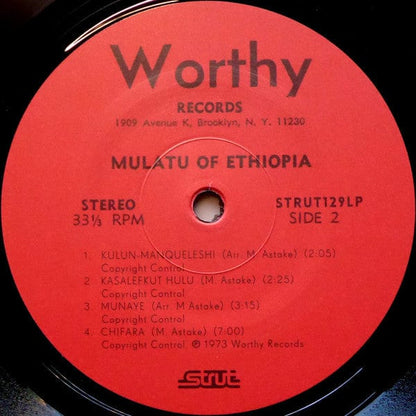 Worthy
RECORDS
1909 Avenue K, Brooklyn, N. Y. 11230
MULATU OF ETHIOPIA
STEREO
33⅓ RPM
STRUT129LP
SIDE 2
1. KULUN-MANQUELESHI (Arr. M. Astake) (2:05)
Copyright Control
2. KASALEFKUT HULU (M. Astake) (2:25)
Copyright Control
3. MUNAYE (Arr. M Astake) (3:15)
Copyright Control
4. CHIFARA (M. Astake) (7:00)
Copyright Control. ℗ 1973 Worthy Records
strut